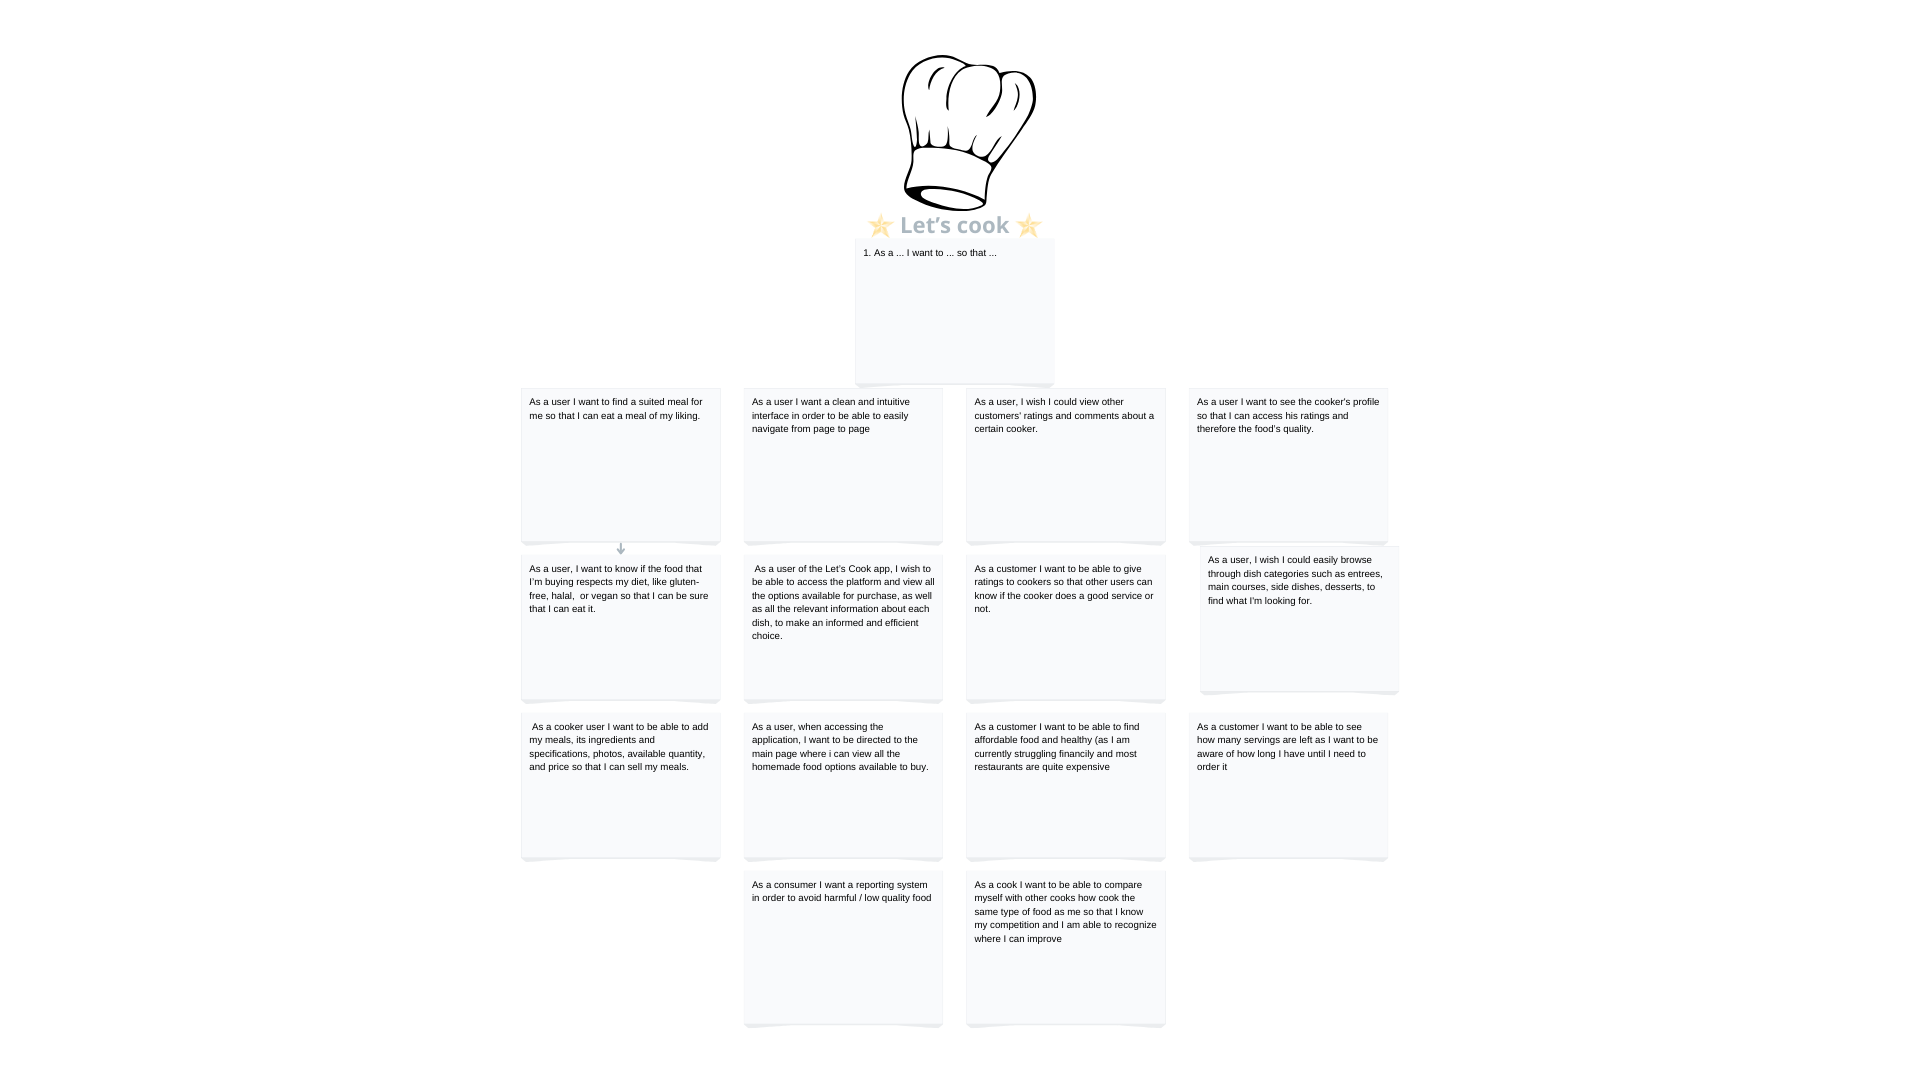 Let's cook
1. As a ... I want to ... so that ...
As a user I want to find a suited meal for
me so that I can eat a meal of my liking.
As a user I want a clean and intuitive
interface in order to be able to easily
navigate from page to page
As a user, I wish I could view other
customers' ratings and comments about a
certain cooker.
As a user I want to see the cooker's profile
so that I can access his ratings and
therefore the food's quality.
As a user, I want to know if the food that
I'm buying respects my diet, like gluten-
free, halal,  or vegan so that I can be sure
that I can eat it.
As a user of the Let's Cook app, I wish to
be able to access the platform and view all
the options available for purchase, as well
as all the relevant information about each
dish, to make an informed and efficient
choice.
As a customer I want to be able to give
ratings to cookers so that other users can
know if the cooker does a good service or
not.
As a user, I wish I could easily browse
through dish categories such as entrees,
main courses, side dishes, desserts, to
find what I'm looking for.
As a cooker user I want to be able to add
my meals, its ingredients and
specifications, photos, available quantity,
and price so that I can sell my meals.
As a user, when accessing the
application, I want to be directed to the
main page where i can view all the
homemade food options available to buy.
As a customer I want to be able to find
affordable food and healthy (as I am
currently struggling financily and most
restaurants are quite expensive
As a customer I want to be able to see
how many servings are left as I want to be
aware of how long I have until I need to
order it
As a consumer I want a reporting system
in order to avoid harmful / low quality food
As a cook I want to be able to compare
myself with other cooks how cook the
same type of food as me so that I know
my competition and I am able to recognize
where I can improve